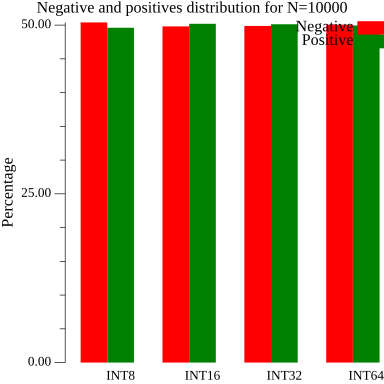 Negative and positives distribution for N=10000
Negative
Positive
Percentage
50.00
25.00
0.00
INT8 INT16 INT32 INT64